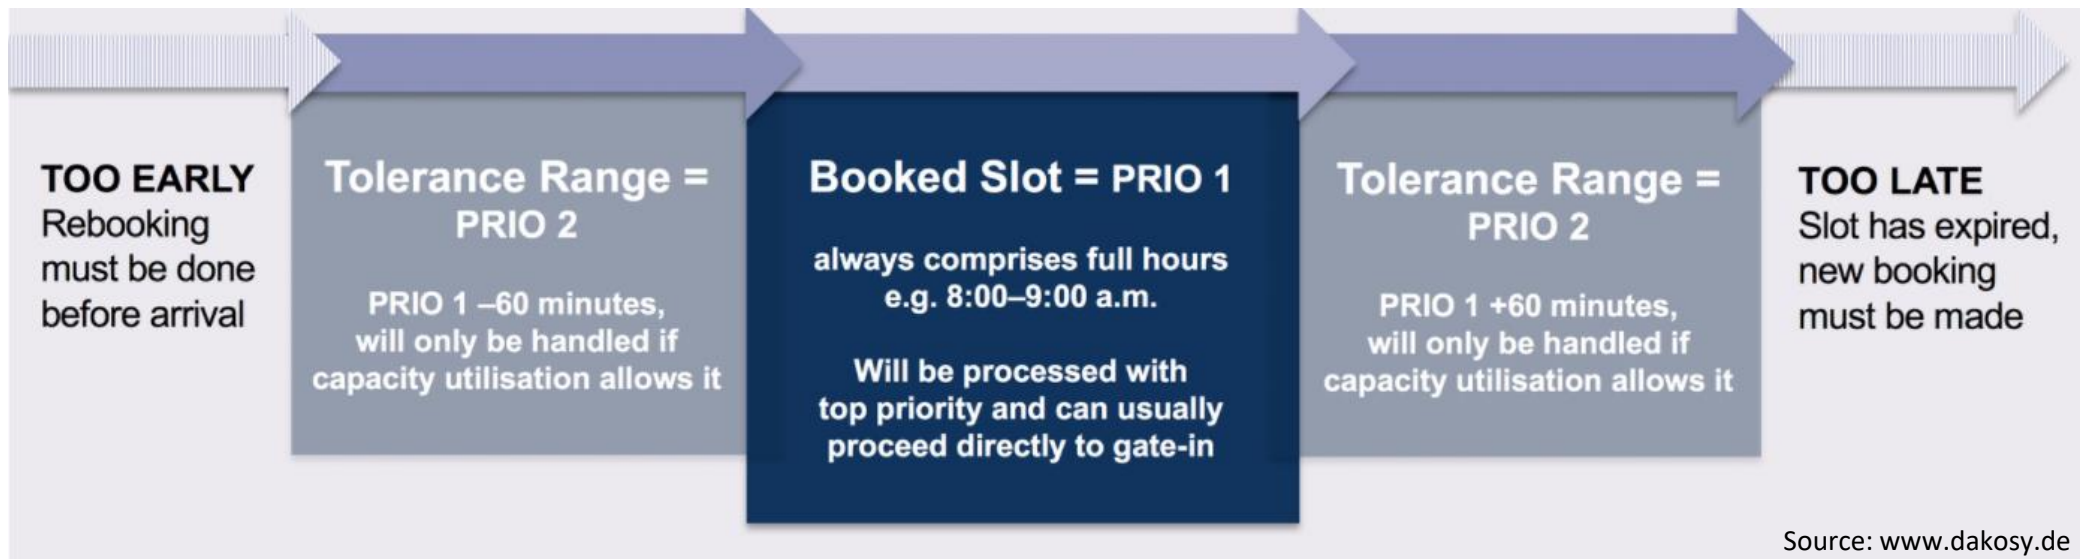 TOO EARLY
Rebooking
must be done
before arrival
Tolerance Range =
PRIO 2
PRIO 1 –60 minutes,
will only be handled if
capacity utilisation allows it
Booked Slot = PRIO 1
always comprises full hours
e.g. 8:00–9:00 a.m.
Will be processed with
top priority and can usually
proceed directly to gate-in
Tolerance Range =
PRIO 2
PRIO 1 +60 minutes,
will only be handled if
capacity utilisation allows it
TOO LATE
Slot has expired,
new booking
must be made
Source: www.dakosy.de